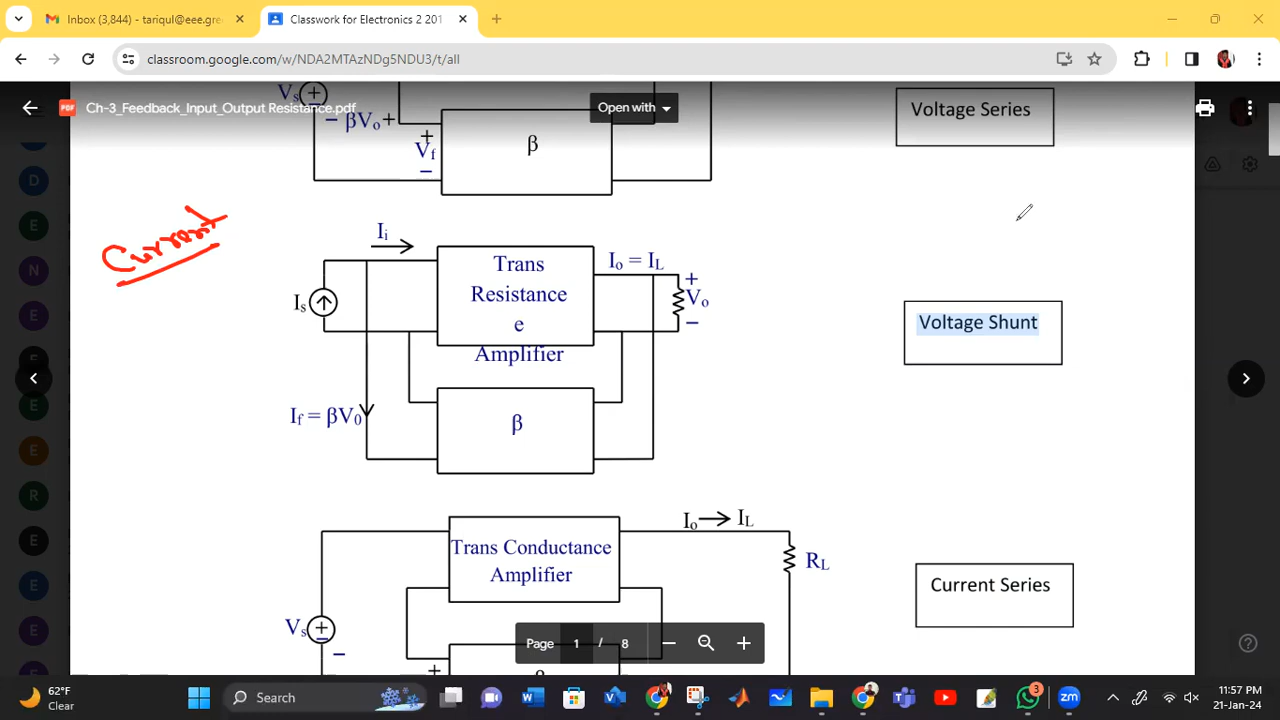 Inbox (3,844) - tariqul@eee.gre
Classwork for Electronics 2 201
classroom.google.com/w/NDA2MTAzNDg5NDU3/t/all
PDF
Ch-3_Feedback_Input_Output Resistance.pdf
Open with
Vs +
− βVo +
+
Vf
−
β
Voltage Series
Current
Ii
Is
Trans
Resistance
e
Amplifier
Io = IL
+
Vo
−
If = βV0
β
Voltage Shunt
Trans Conductance
Amplifier
Io → IL
RL
Vs +
−
+
Current Series
Page 1 / 8
D
E
N
E
E
R
E
E
E
62°F
Clear
Search
3
zm
11:57 PM
21-Jan-24